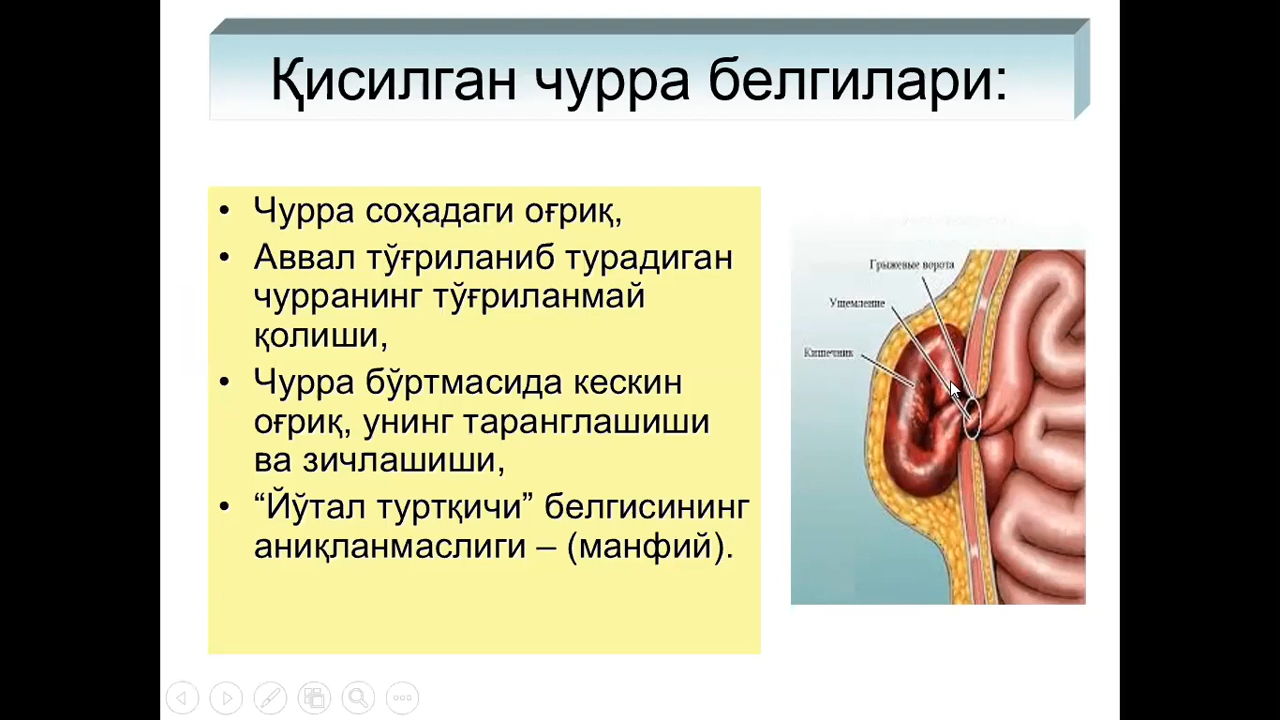 Қисилган чурра белгилари:
• Чурра соҳадаги оғриқ,
• Аввал тўғриланиб турадиган
чурранинг тўғриланмай
қолиши,
• Чурра бўртмасида кескин
оғриқ, унинг таранглашиши
ва зичлашиши,
• “Йўтал туртқичи” белгисининг
аниқланмаслиги – (манфий).
Грыжевые ворота
Ущемление
Кишечник